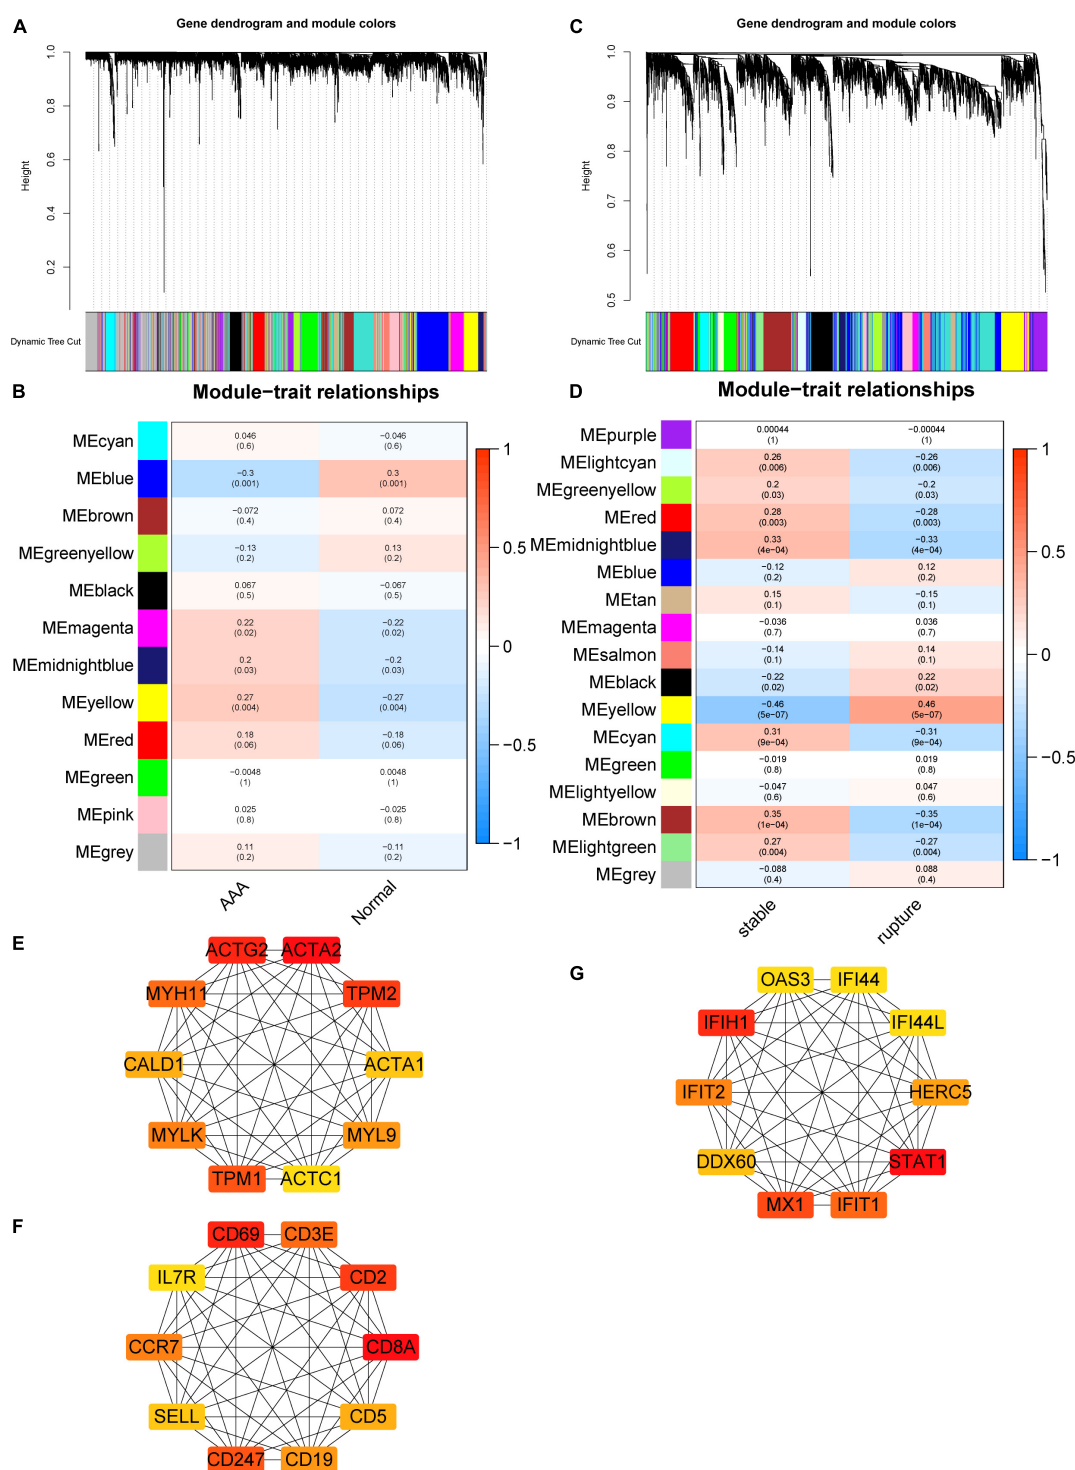 A
Gene dendrogram and module colors
Height
1.0
0.8
0.6
0.4
0.2
Dynamic Tree Cut
C
Gene dendrogram and module colors
Height
1.0
0.9
0.8
0.7
0.6
0.5
Dynamic Tree Cut
B
Module−trait relationships
MEcyan 0.046 (0.6) −0.046 (0.6)
MEblue −0.3 (0.001) 0.3 (0.001)
MEbrown −0.072 (0.4) 0.072 (0.4)
MEgreenyellow −0.13 (0.2) 0.13 (0.2)
MEblack 0.067 (0.5) −0.067 (0.5)
MEmagenta 0.22 (0.02) −0.22 (0.02)
MEmidnightblue 0.2 (0.03) −0.2 (0.03)
MEyellow 0.27 (0.004) −0.27 (0.004)
MEred 0.18 (0.06) −0.18 (0.06)
MEgreen −0.0048 (1) 0.0048 (1)
MEpink 0.025 (0.8) −0.025 (0.8)
MEgrey 0.11 (0.2) −0.11 (0.2)
AAA Normal
1
0.5
0
−0.5
−1
D
Module−trait relationships
MEpurple 0.00044 (1) −0.00044 (1)
MElightcyan 0.26 (0.006) −0.26 (0.006)
MEgreenyellow 0.2 (0.03) −0.2 (0.03)
MEred 0.28 (0.003) −0.28 (0.003)
MEmidnightblue 0.33 (4e−04) −0.33 (4e−04)
MEblue −0.12 (0.2) 0.12 (0.2)
MEtan 0.15 (0.1) −0.15 (0.1)
MEmagenta −0.036 (0.7) 0.036 (0.7)
MEsalmon −0.14 (0.1) 0.14 (0.1)
MEblack −0.22 (0.02) 0.22 (0.02)
MEyellow −0.46 (5e−07) 0.46 (5e−07)
MEcyan 0.31 (9e−04) −0.31 (9e−04)
MEgreen −0.019 (0.8) 0.019 (0.8)
MElightyellow −0.047 (0.6) 0.047 (0.6)
MEbrown 0.35 (1e−04) −0.35 (1e−04)
MElightgreen 0.27 (0.004) −0.27 (0.004)
MEgrey −0.088 (0.4) 0.088 (0.4)
stable rupture
1
0.5
0
−0.5
−1
E
ACTG2 ACTA2
MYH11 TPM2
CALD1 ACTA1
MYLK MYL9
TPM1 ACTC1
G
OAS3 IFI44
IFIH1 IFI44L
IFIT2 HERC5
DDX60 STAT1
MX1 IFIT1
F
CD69 CD3E
IL7R CD2
CCR7 CD8A
SELL CD5
CD247 CD19